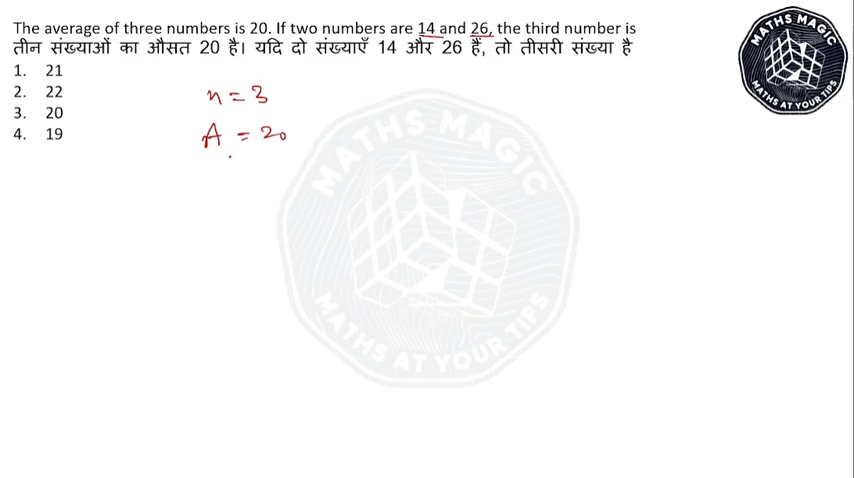 The average of three numbers is 20. If two numbers are 14 and 26, the third number is
तीन संख्याओं का औसत 20 है। यदि दो संख्याएँ 14 और 26 हैं, तो तीसरी संख्या है
1. 21
2. 22
3. 20
4. 19
n = 3
A = 20
MATHS MAGIC
MATHS AT YOUR TIPS
MATHS MAGIC
MATHS AT YOUR TIPS